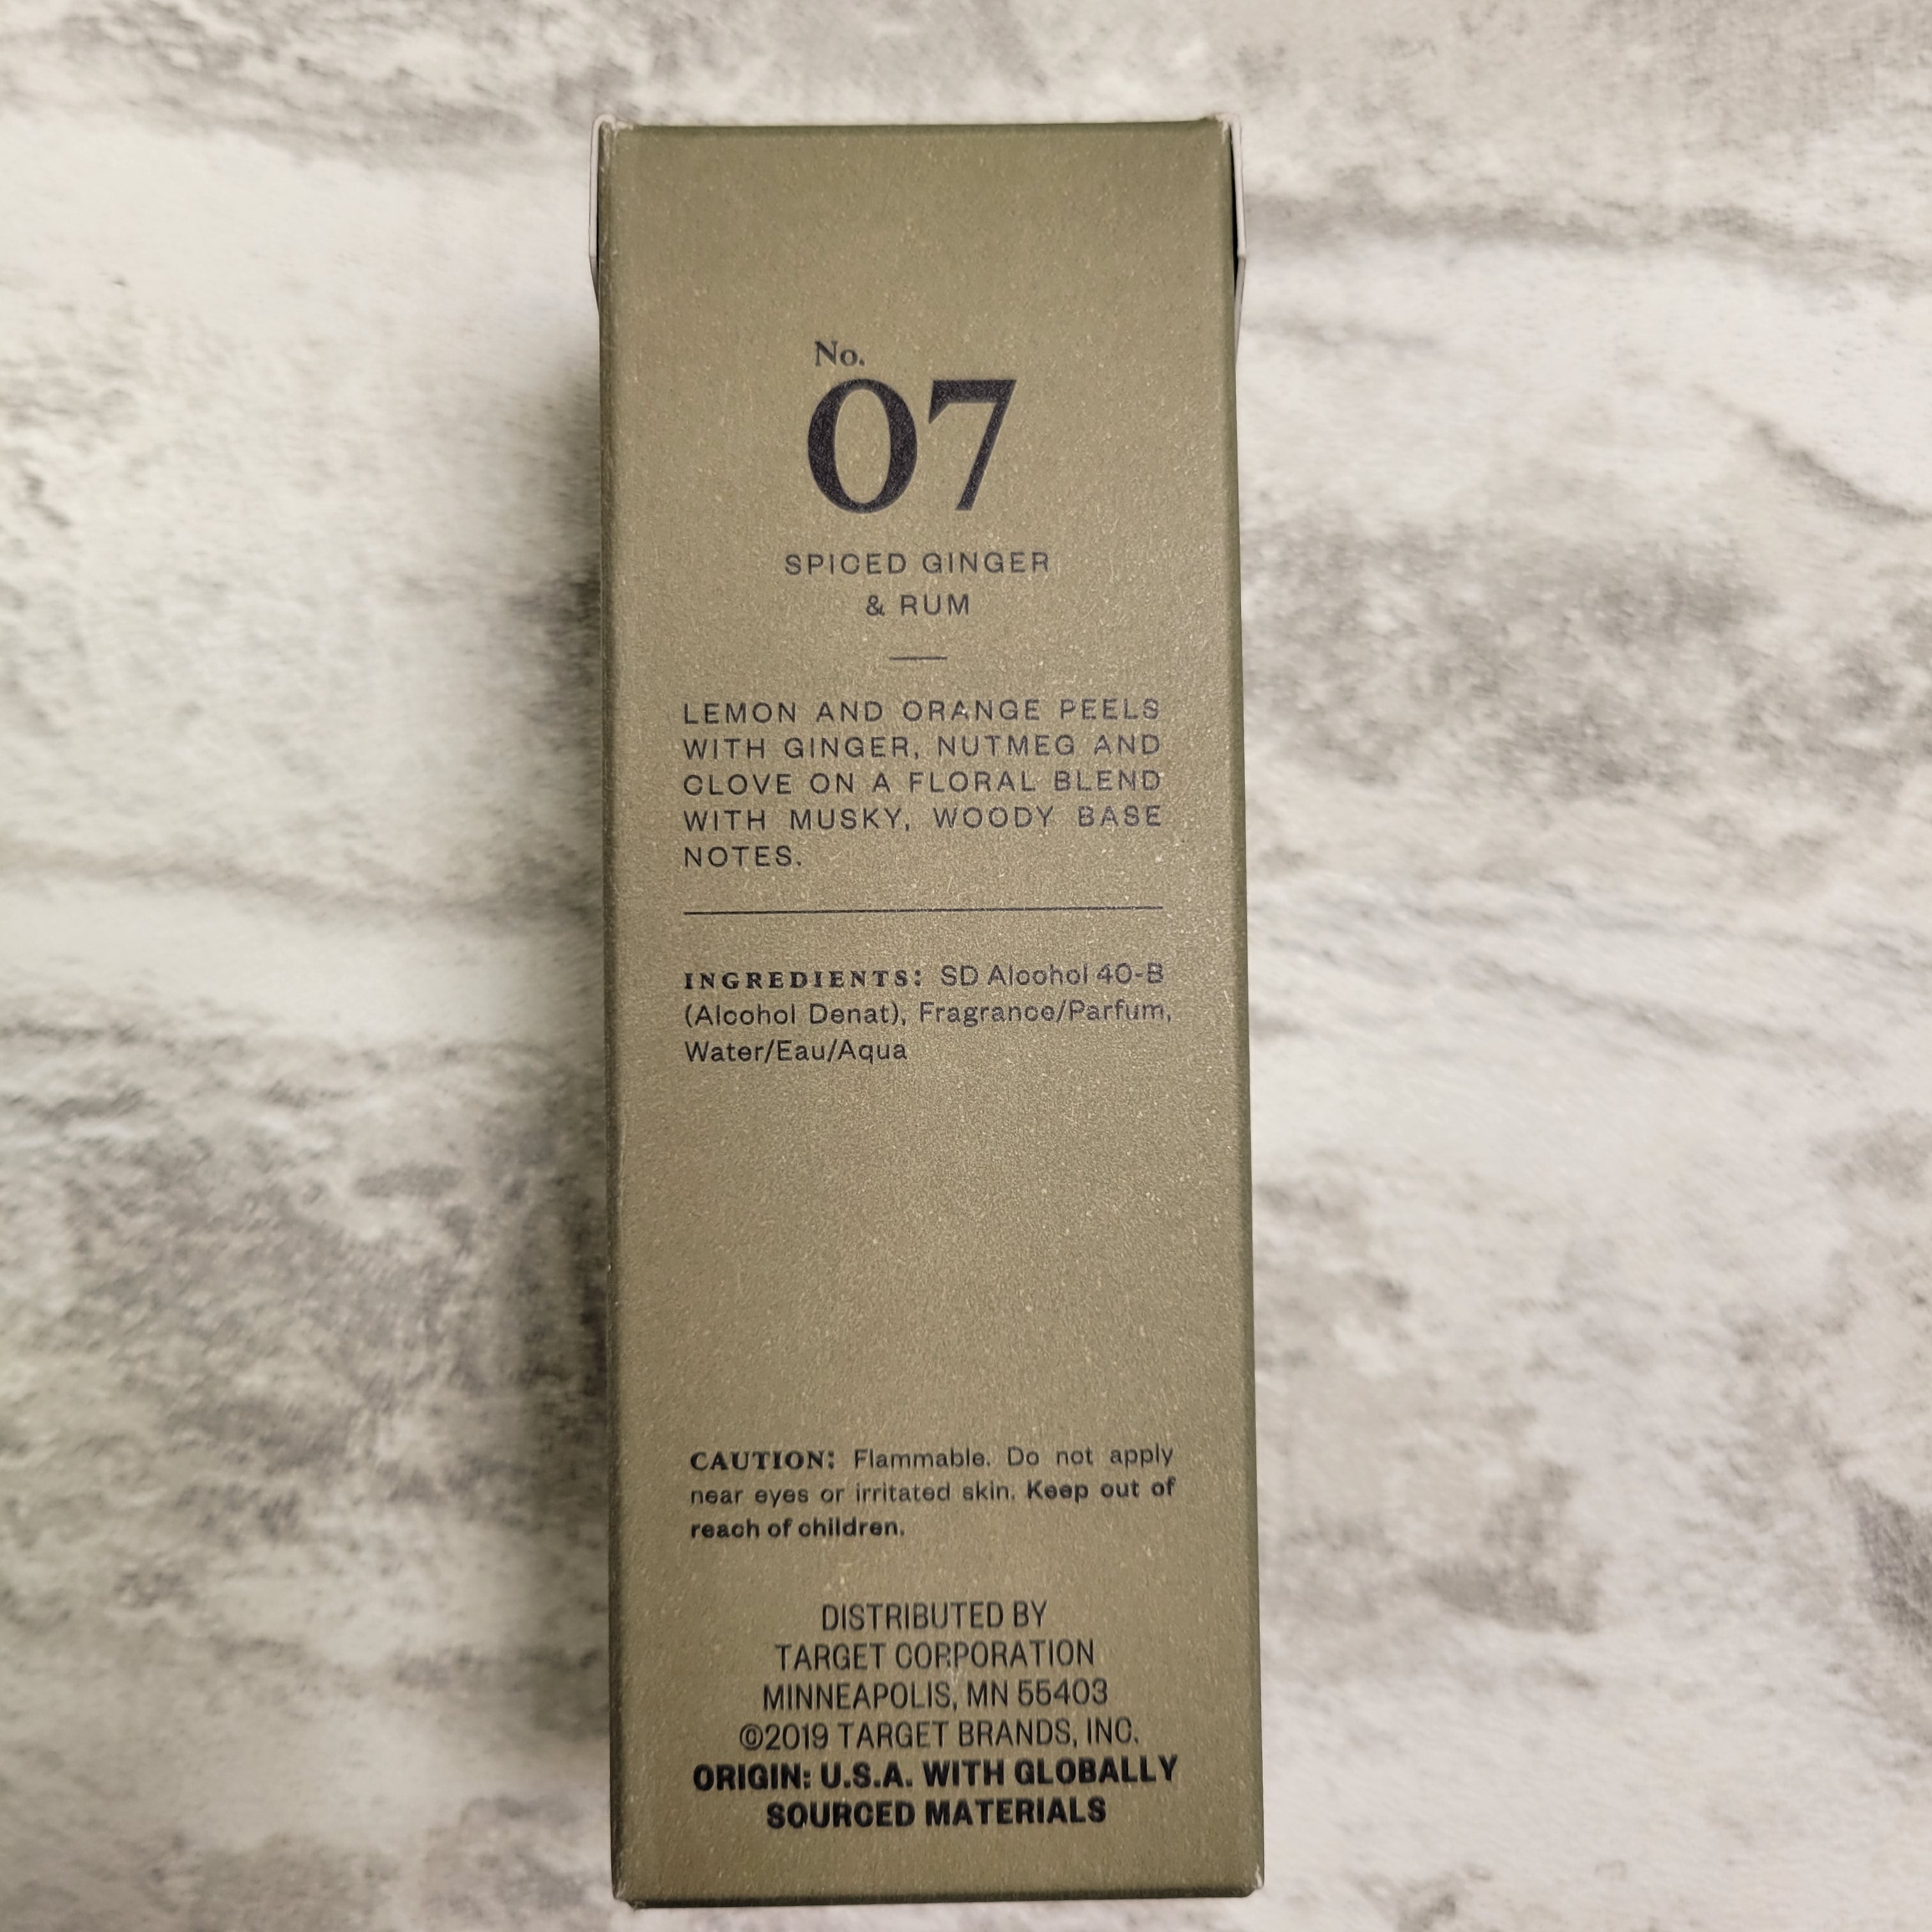 No.
07
SPICED GINGER
& RUM
LEMON AND ORANGE PEELS
WITH GINGER, NUTMEG AND
CLOVE ON A FLORAL BLEND
WITH MUSKY, WOODY BASE
NOTES.
INGREDIENTS: SD Alcohol 40-B
(Alcohol Denat), Fragrance/Parfum,
Water/Eau/Aqua
CAUTION: Flammable. Do not apply
near eyes or irritated skin. Keep out of
reach of children.
DISTRIBUTED BY
TARGET CORPORATION
MINNEAPOLIS, MN 55403
©2019 TARGET BRANDS, INC.
ORIGIN: U.S.A. WITH GLOBALLY
SOURCED MATERIALS